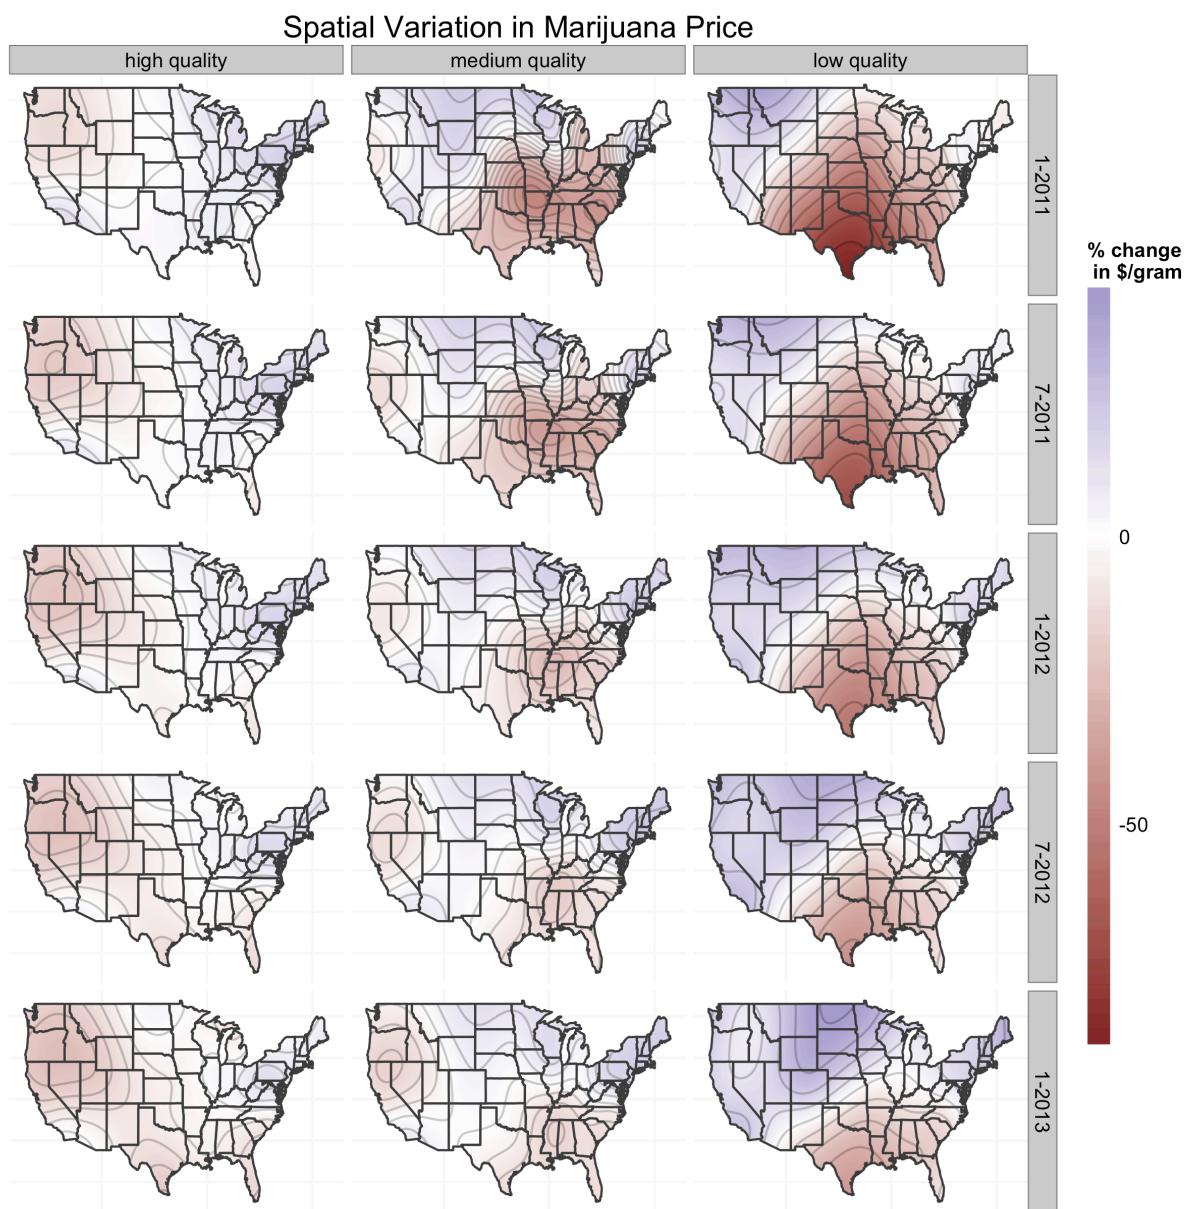 Spatial Variation in Marijuana Price
high quality
medium quality
low quality
1-2011
7-2011
1-2012
7-2012
1-2013
% change
in $/gram
0
-50